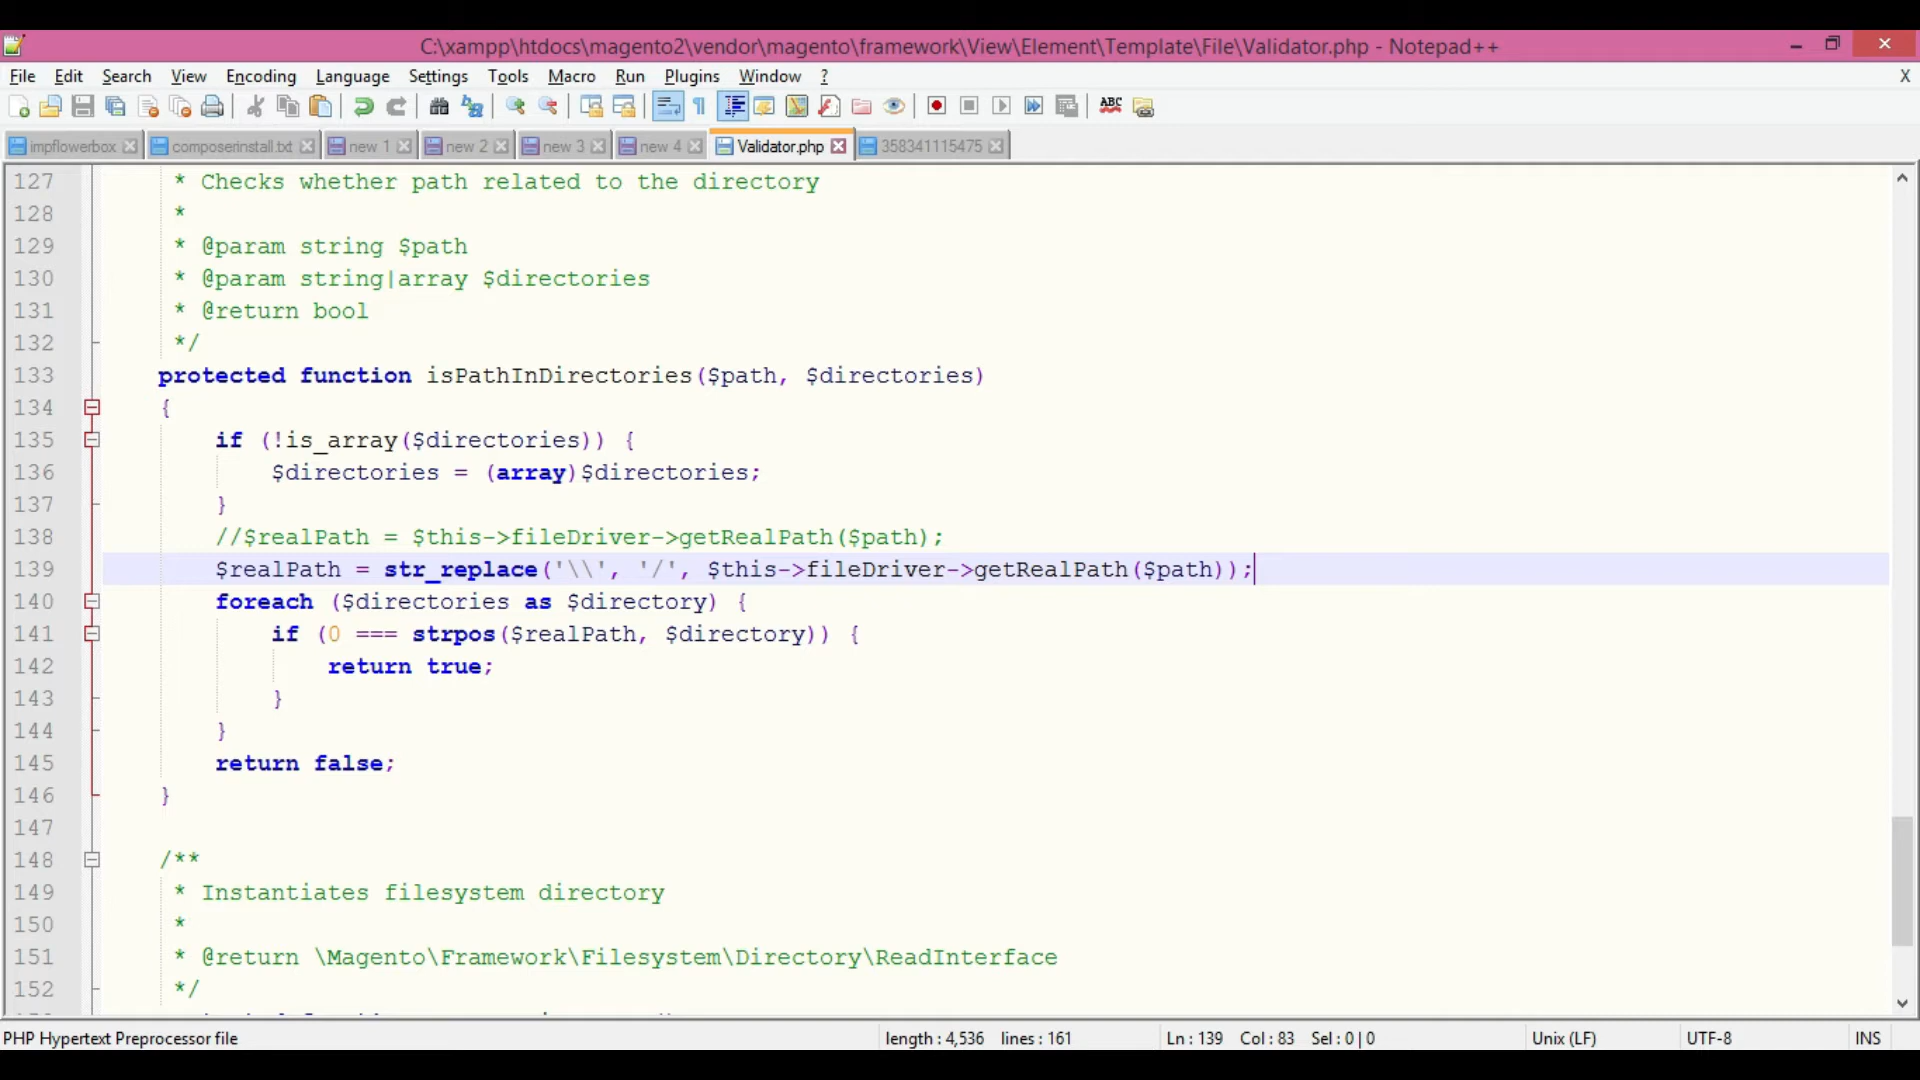 C:\xampp\htdocs\magento2\vendor\magento\framework\View\Element\Template\File\Validator.php - Notepad++
File Edit Search View Encoding Language Settings Tools Macro Run Plugins Window ? X
ABC
impflowerbox composerinstall.txt new 1 new 2 new 3 new 4 Validator.php 358341115475
127 * Checks whether path related to the directory
128 *
129 * @param string $path
130 * @param string|array $directories
131 * @return bool
132 */
133 protected function isPathInDirectories($path, $directories)
134 {
135 if (!is_array($directories)) {
136 $directories = (array)$directories;
137 }
138 //$realPath = $this->fileDriver->getRealPath($path);
139 $realPath = str_replace('\\', '/', $this->fileDriver->getRealPath($path));
140 foreach ($directories as $directory) {
141 if (0 === strpos($realPath, $directory)) {
142 return true;
143 }
144 }
145 return false;
146 }
147
148 /**
149 * Instantiates filesystem directory
150 *
151 * @return \Magento\Framework\Filesystem\Directory\ReadInterface
152 */
PHP Hypertext Preprocessor file length : 4,536 lines : 161 Ln : 139 Col : 83 Sel : 0 | 0 Unix (LF) UTF-8 INS